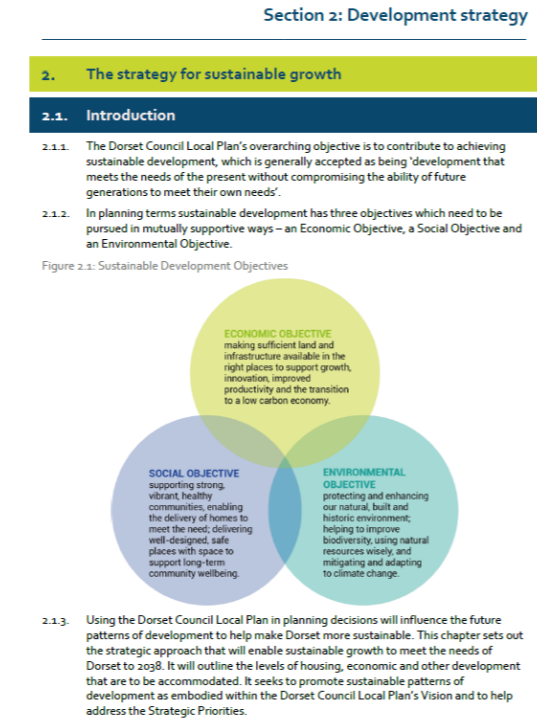 Section 2: Development strategy
2. The strategy for sustainable growth
2.1. Introduction
2.1.1. The Dorset Council Local Plan's overarching objective is to contribute to achieving
sustainable development, which is generally accepted as being 'development that
meets the needs of the present without compromising the ability of future
generations to meet their own needs'.
2.1.2. In planning terms sustainable development has three objectives which need to be
pursued in mutually supportive ways – an Economic Objective, a Social Objective and
an Environmental Objective.
Figure 2.1: Sustainable Development Objectives
ECONOMIC OBJECTIVE
making sufficient land and
infrastructure available in the
right places to support growth,
innovation, improved
productivity and the transition
to a low carbon economy.
SOCIAL OBJECTIVE
supporting strong,
vibrant, healthy
communities, enabling
the delivery of homes to
meet the need; delivering
well-designed, safe
places with space to
support long-term
community wellbeing.
ENVIRONMENTAL
OBJECTIVE
protecting and enhancing
our natural, built and
historic environment;
helping to improve
biodiversity, using natural
resources wisely, and
mitigating and adapting
to climate change.
2.1.3. Using the Dorset Council Local Plan in planning decisions will influence the future
patterns of development to help make Dorset more sustainable. This chapter sets out
the strategic approach that will enable sustainable growth to meet the needs of
Dorset to 2038. It will outline the levels of housing, economic and other development
that are to be accommodated. It seeks to promote sustainable patterns of
development as embodied within the Dorset Council Local Plan's Vision and to help
address the Strategic Priorities.